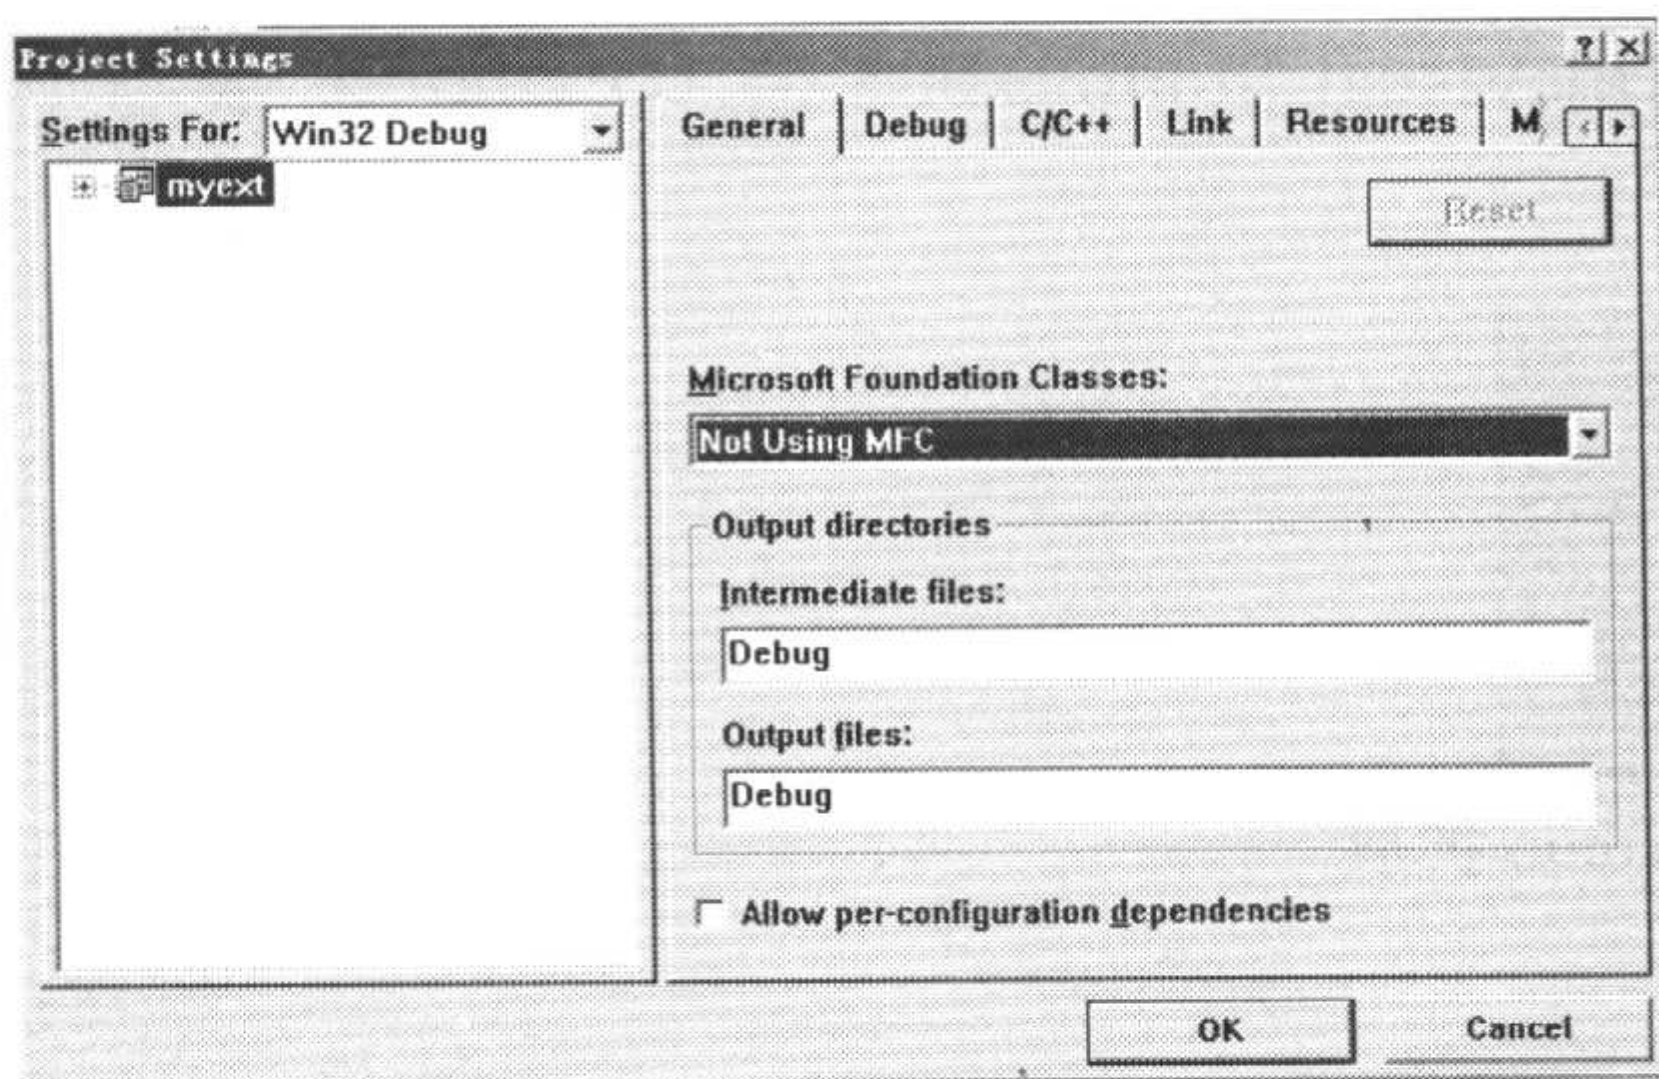 Project Settings
Settings For: Win32 Debug
myext
General Debug C/C++ Link Resources M
Reset
Microsoft Foundation Classes:
Not Using MFC
Output directories
Intermediate files:
Debug
Output files:
Debug
Allow per-configuration dependencies
OK Cancel